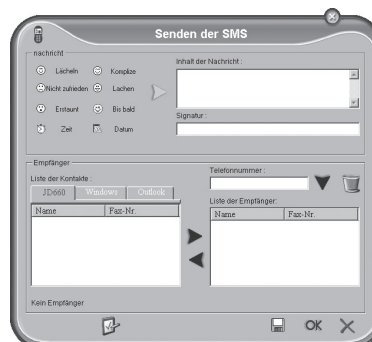 Senden der SMS
nachricht
Inhalt der Nachricht :
Lächeln
Komplize
Nicht zufrieden
Lachen
Erstaunt
Bis bald
Zeit
Datum
Signatur :
Empfänger
Liste der Kontakte :
JD660
Windows
Outlook
Name
Fax-Nr.
Telefonnummer :
Liste der Empfänger:
Name
Fax-Nr.
Kein Empfänger
OK